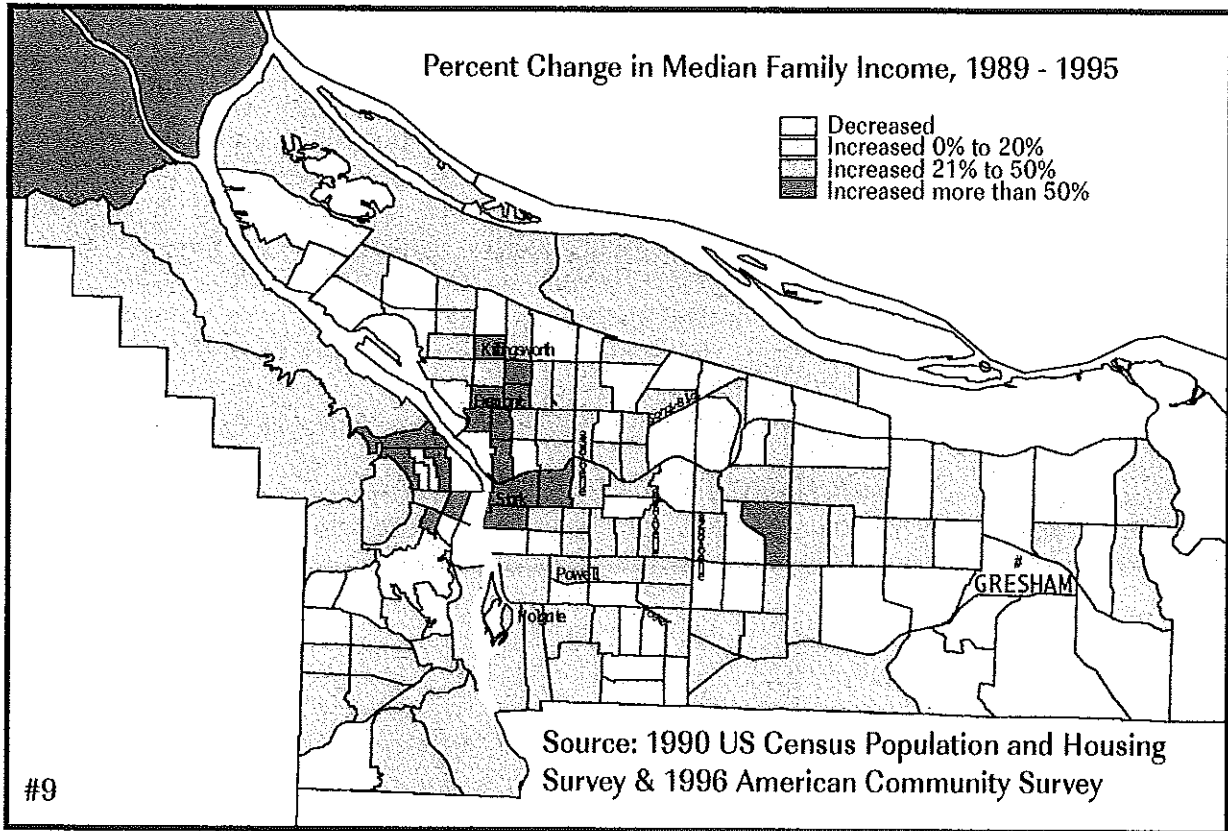 Percent Change in Median Family Income, 1989 - 1995
Decreased
Increased 0% to 20%
Increased 21% to 50%
Increased more than 50%
Killingsworth
Stark
Powell
Holgate
#
GRESHAM
Source: 1990 US Census Population and Housing
Survey & 1996 American Community Survey
#9